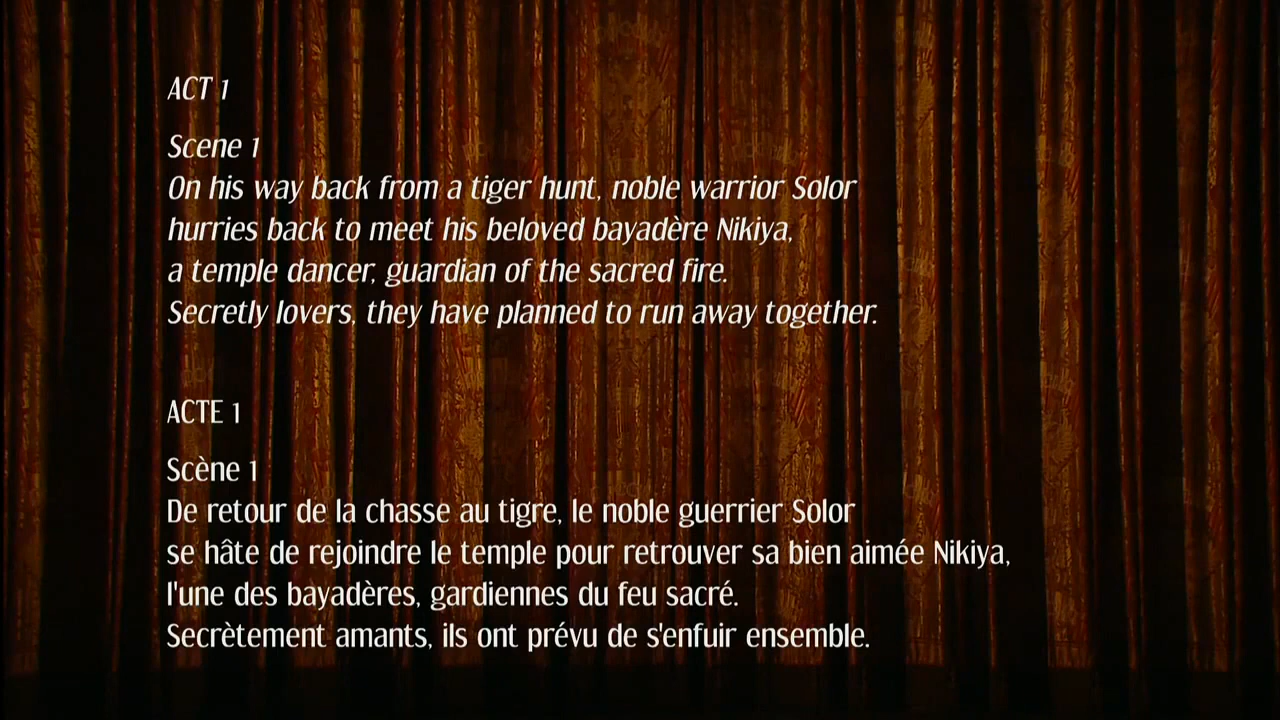 ACT 1
Scene 1
On his way back from a tiger hunt, noble warrior Solor
hurries back to meet his beloved bayadère Nikiya,
a temple dancer, guardian of the sacred fire.
Secretly lovers, they have planned to run away together.
ACTE 1
Scène 1
De retour de la chasse au tigre, le noble guerrier Solor
se hâte de rejoindre le temple pour retrouver sa bien aimée Nikiya,
l'une des bayadères, gardiennes du feu sacré.
Secrètement amants, ils ont prévu de s'enfuir ensemble.